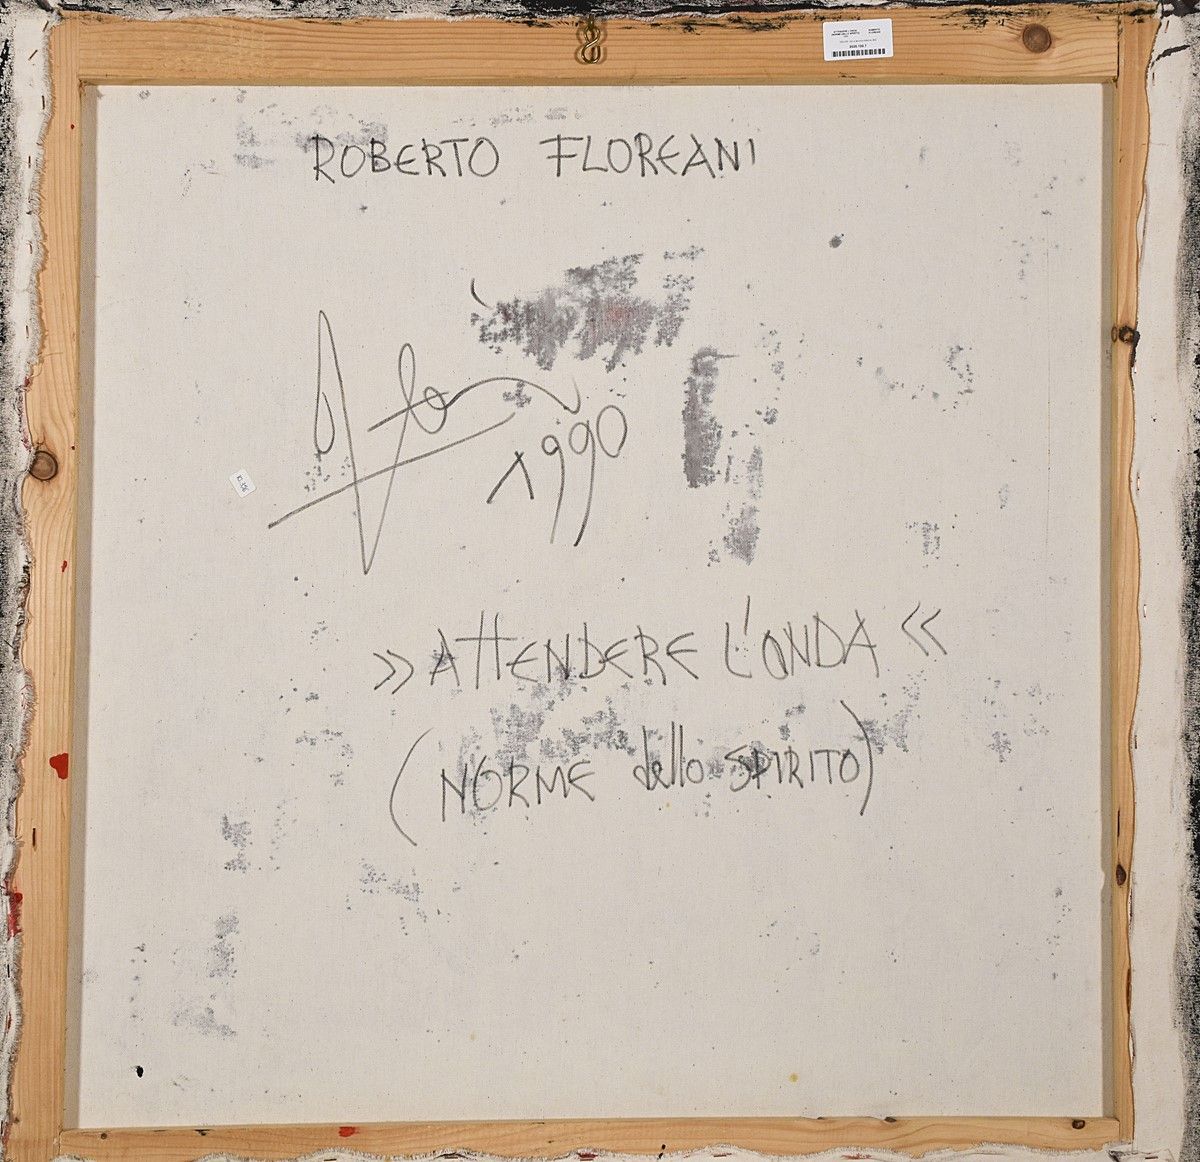 ROBERTO FLOREANI
1990
»ATTENDERE L'ONDA«
(NORME dello SPIRITO)